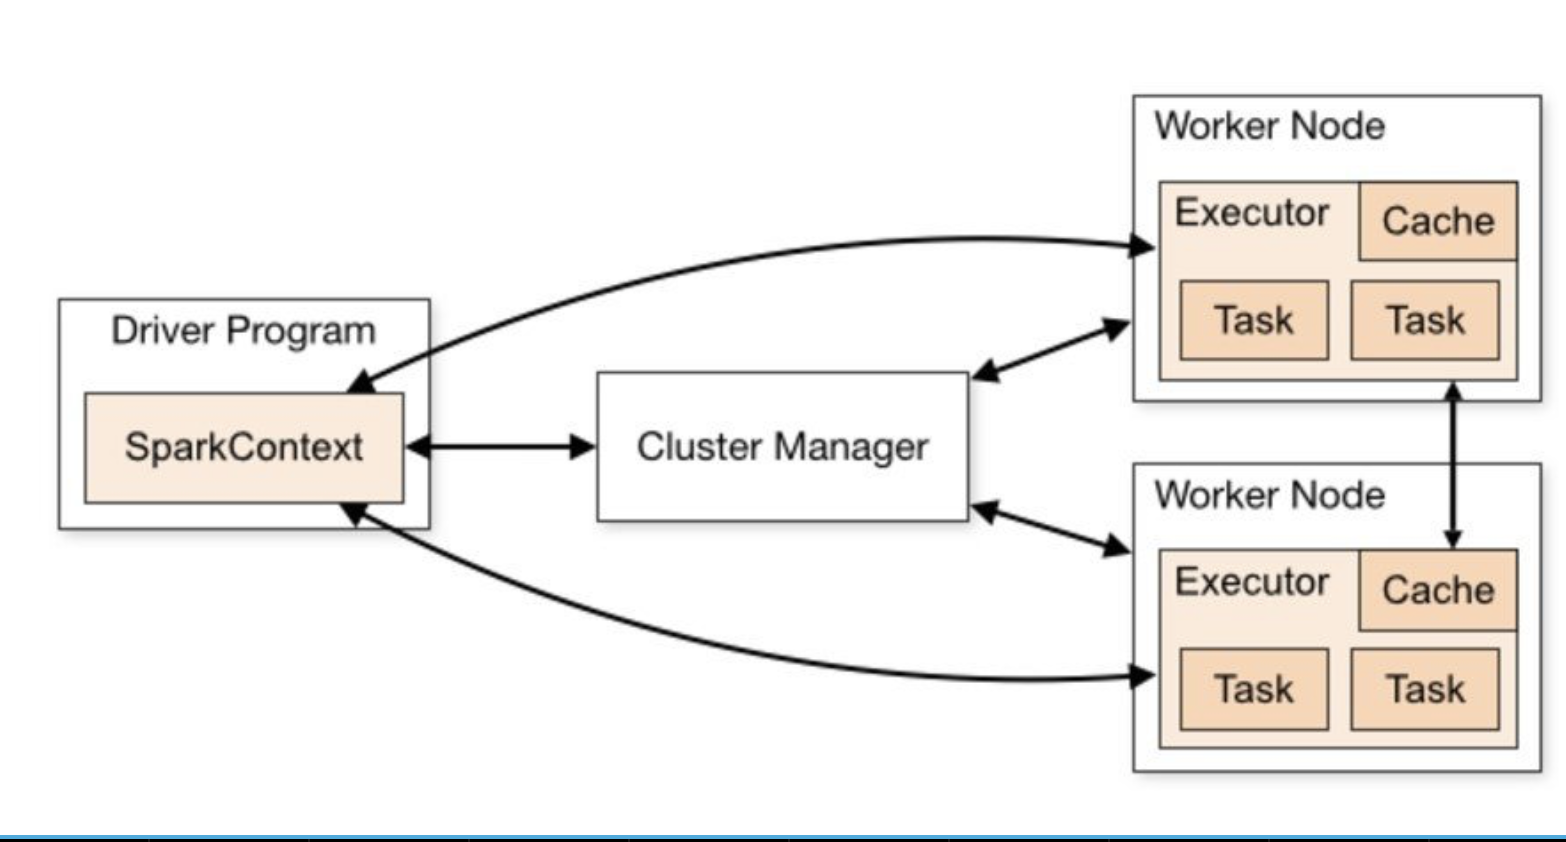 Driver Program
SparkContext
Cluster Manager
Worker Node
Executor
Cache
Task
Task
Worker Node
Executor
Cache
Task
Task